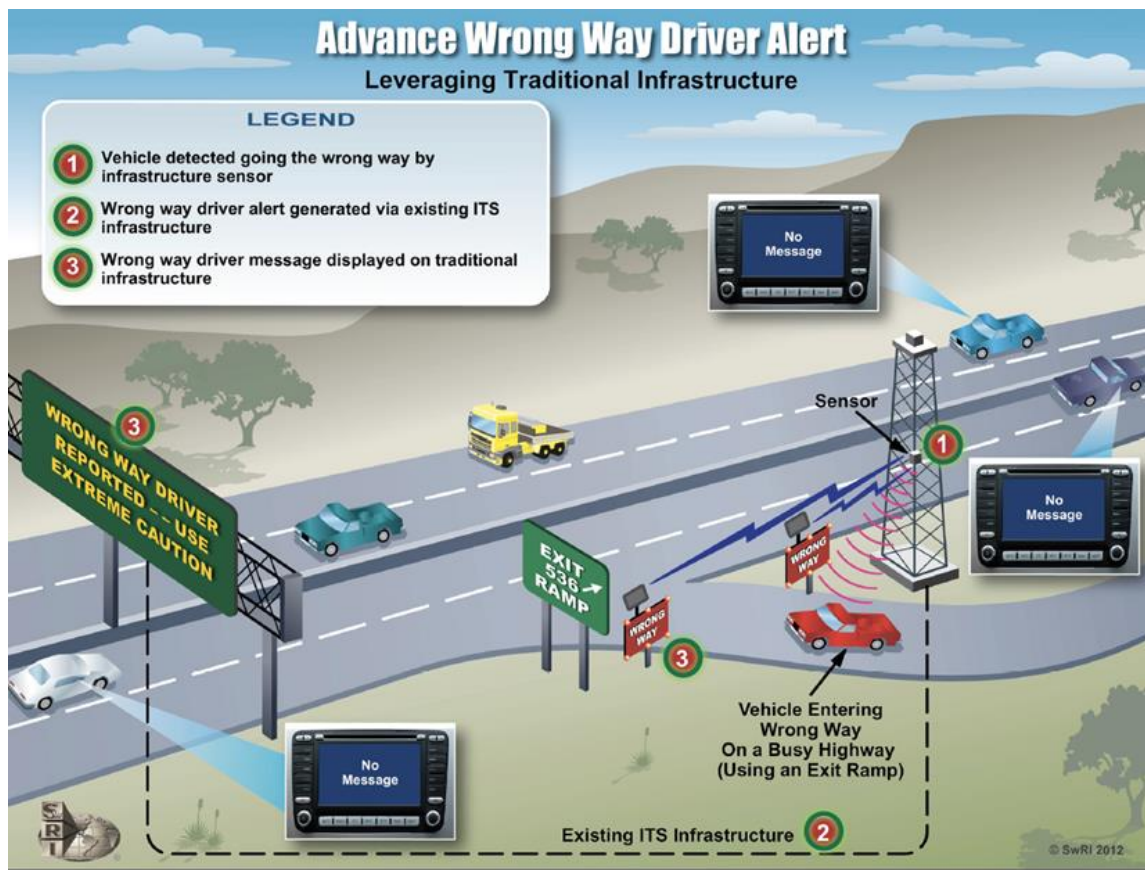 Advance Wrong Way Driver Alert
Leveraging Traditional Infrastructure
LEGEND
1 Vehicle detected going the wrong way by
infrastructure sensor
2 Wrong way driver alert generated via existing ITS
infrastructure
3 Wrong way driver message displayed on traditional
infrastructure
No
Message
Sensor
1
No
Message
3
WRONG WAY DRIVER
REPORTED - - USE
EXTREME CAUTION
EXIT
536
RAMP
WRONG
WAY
WRONG
WAY
3
Vehicle Entering
Wrong Way
On a Busy Highway
(Using an Exit Ramp)
No
Message
Existing ITS Infrastructure 2
SRI
© SwRI 2012